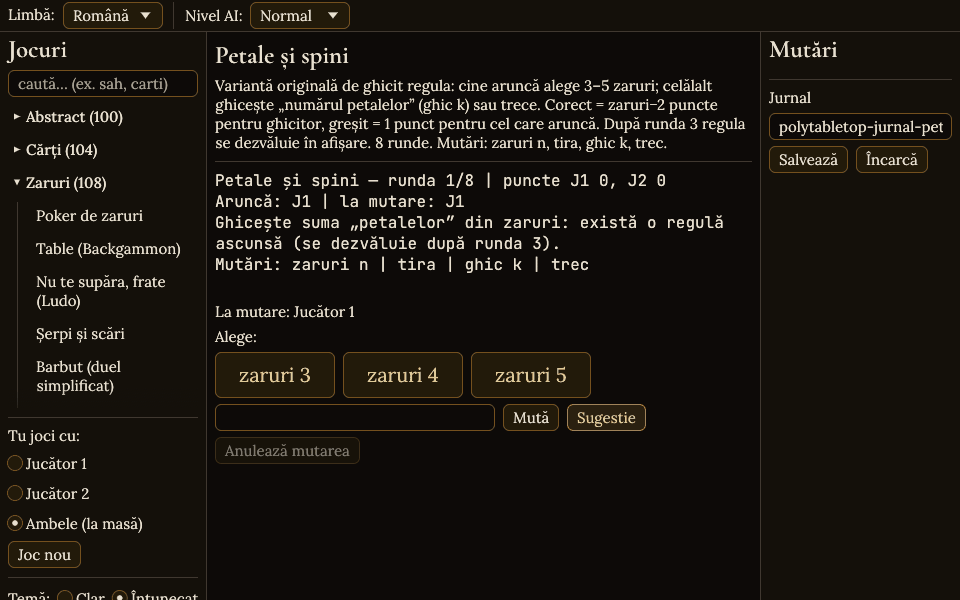 Limbă: Română Nivel AI: Normal
Jocuri
caută... (ex. sah, carti)
Abstract (100)
Cărți (104)
Zaruri (108)
Poker de zaruri
Table (Backgammon)
Nu te supăra, frate
(Ludo)
Șerpi și scări
Barbut (duel
simplificat)
Tu joci cu:
Jucător 1
Jucător 2
Ambele (la masă)
Joc nou
Temă: Clar Întunecat
Petale și spini
Variantă originală de ghicit regula: cine aruncă alege 3–5 zaruri; celălalt
ghicește „numărul petalelor” (ghic k) sau trece. Corect = zaruri−2 puncte
pentru ghicitor, greșit = 1 punct pentru cel care aruncă. După runda 3 regula
se dezvăluie în afișare. 8 runde. Mutări: zaruri n, tira, ghic k, trec.
Petale și spini — runda 1/8 | puncte J1 0, J2 0
Aruncă: J1 | la mutare: J1
Ghicește suma „petalelor” din zaruri: există o regulă
ascunsă (se dezvăluie după runda 3).
Mutări: zaruri n | tira | ghic k | trec
La mutare: Jucător 1
Alege:
zaruri 3 zaruri 4 zaruri 5
Mută Sugestie
Anulează mutarea
Mutări
Jurnal
polytabletop-jurnal-pet
Salvează Încarcă